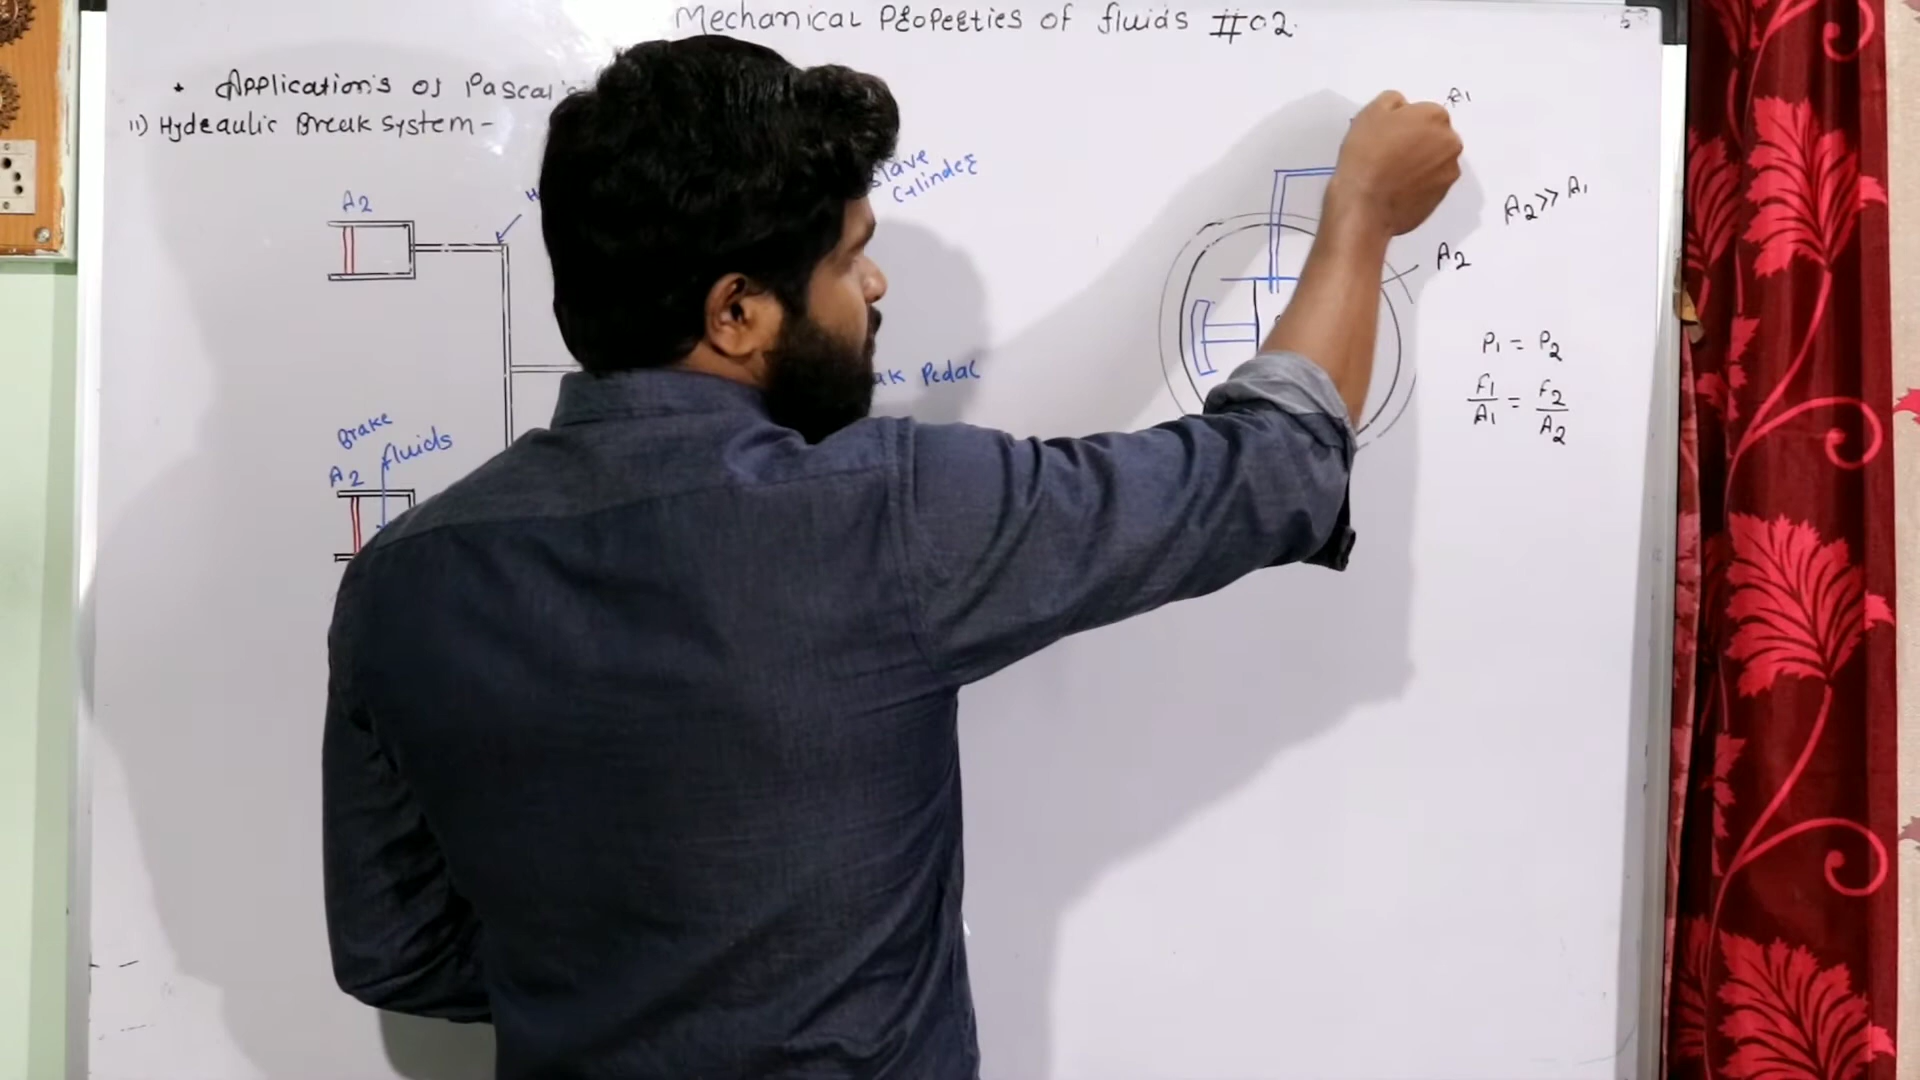 Mechanical Properties of fluids #02.
* Applications of Pascal's
11) Hydraulic Break System -
A2
Slave
Cylinder
Pedal
Brake
fluids
A2
A1
A2 >> A1
A2
P1 = P2
F1/A1 = F2/A2